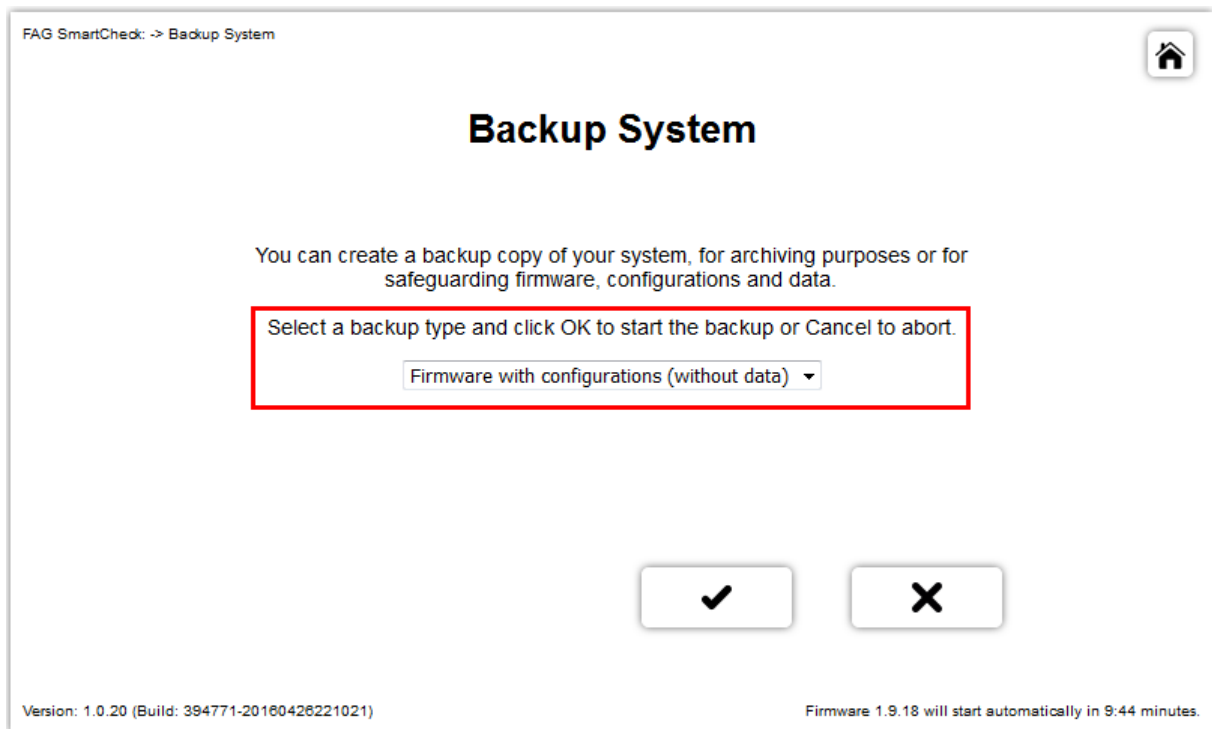 FAG SmartCheck: -> Backup System
Backup System
You can create a backup copy of your system, for archiving purposes or for
safeguarding firmware, configurations and data.
Select a backup type and click OK to start the backup or Cancel to abort.
Firmware with configurations (without data)
Version: 1.0.20 (Build: 394771-20160426221021)
Firmware 1.9.18 will start automatically in 9:44 minutes.